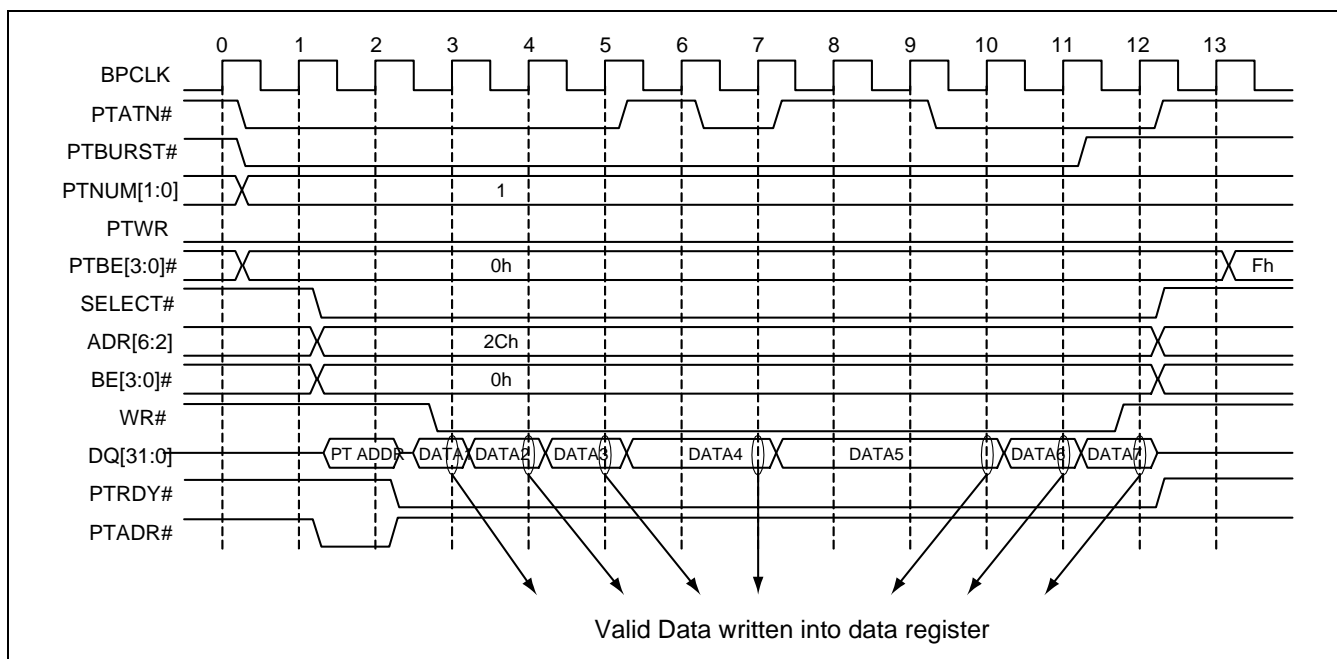 0 1 2 3 4 5 6 7 8 9 10 11 12 13
BPCLK
PTATN#
PTBURST#
PTNUM[1:0] 1
PTWR
PTBE[3:0]# 0h Fh
SELECT#
ADR[6:2] 2Ch
BE[3:0]# 0h
WR#
DQ[31:0] PT ADDR DATA1 DATA2 DATA3 DATA4 DATA5 DATA6 DATA7
PTRDY#
PTADR#
Valid Data written into data register